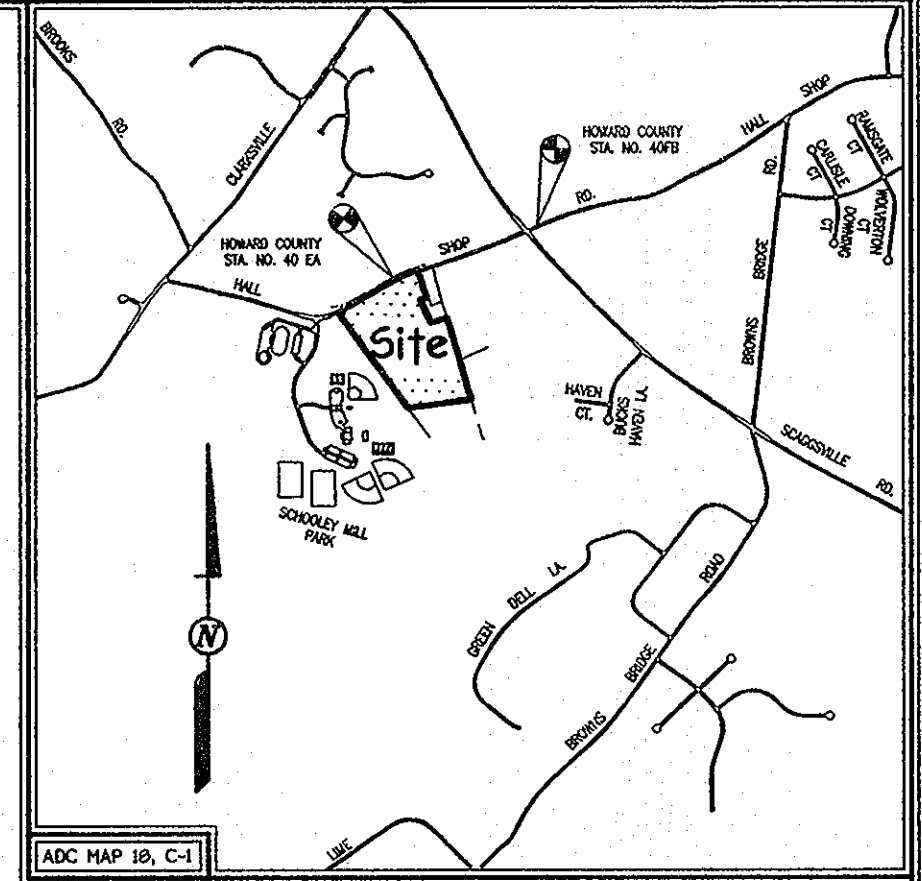 BROOKS
RD.
CLARKSVILLE
HOWARD COUNTY
STA. NO. 40FB
HALL
SHOP
RD.
RAMSGATE
CT
CARLISLE
CT
WOLVERTON
CT
DOWNING
CT
HOWARD COUNTY
STA. NO. 40 EA
HALL
SHOP
RD.
BRIDGE
BROWNS
Site
HAVEN
CT.
BUCKS
HAVEN LA.
SCAGGSVILLE
RD.
SCHOOLEY MILL
PARK
GREEN
DELL
LA.
ROAD
BRIDGE
BROWNS
N
LIME
ADC MAP 18, C-1